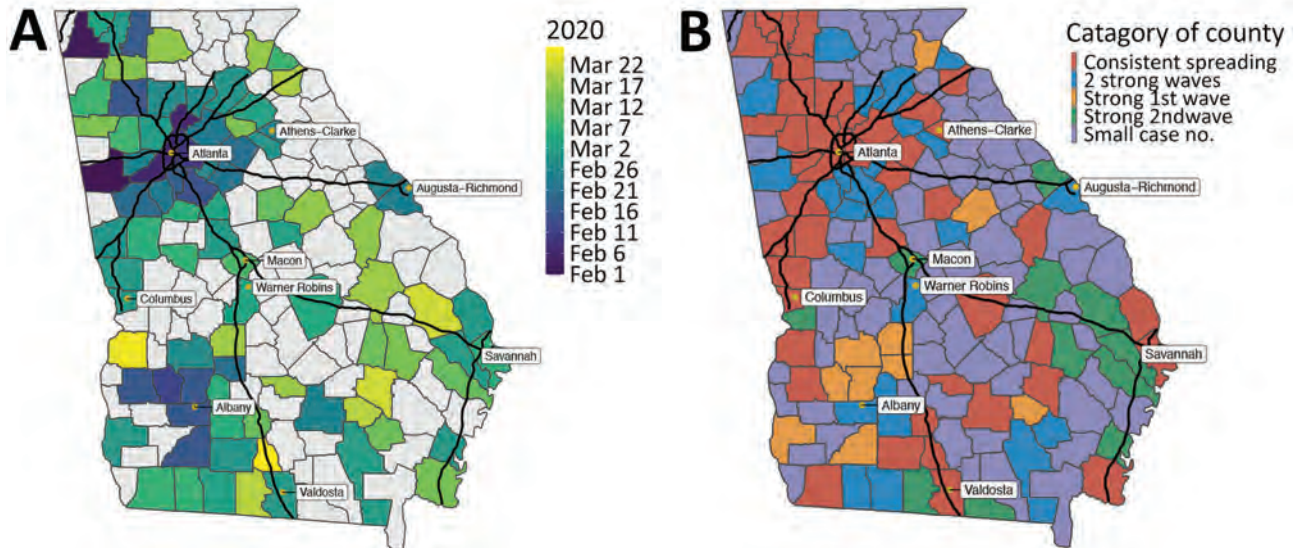 A
2020
Mar 22
Mar 17
Mar 12
Mar 7
Mar 2
Feb 26
Feb 21
Feb 16
Feb 11
Feb 6
Feb 1
Athens-Clarke
Atlanta
Augusta-Richmond
Macon
Warner Robins
Columbus
Savannah
Albany
Valdosta
B
Catagory of county
Consistent spreading
2 strong waves
Strong 1st wave
Strong 2ndwave
Small case no.
Athens-Clarke
Atlanta
Augusta-Richmond
Macon
Warner Robins
Columbus
Savannah
Albany
Valdosta